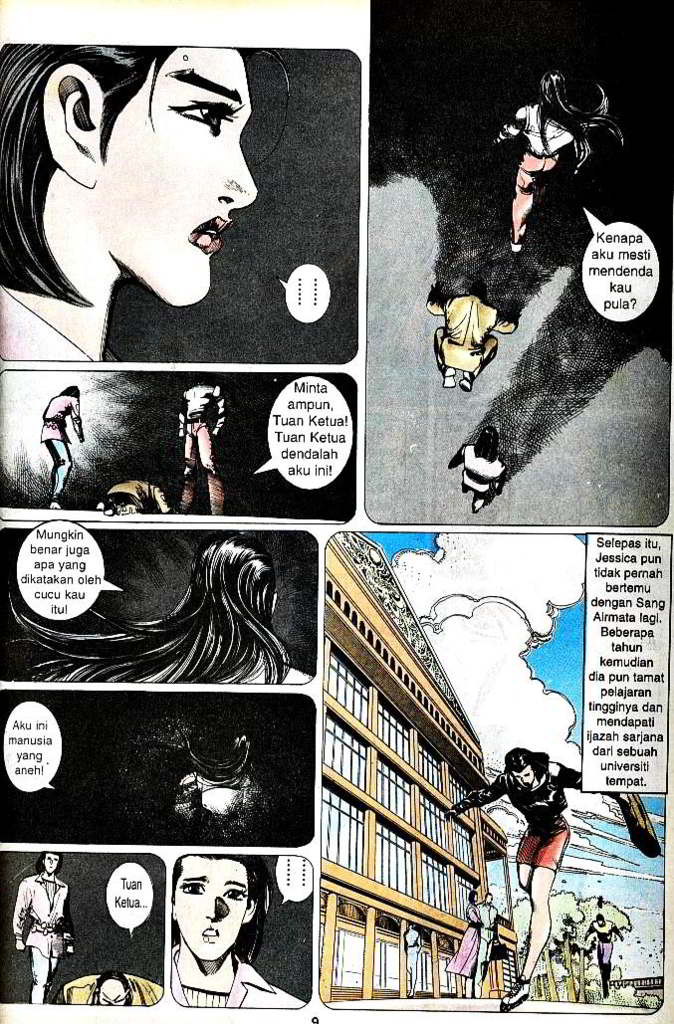 ....
....
Kenapa
aku mesti
mendenda
kau
pula?
Minta
ampun,
Tuan Ketua!
Tuan Ketua
dendalah
aku ini!
Mungkin
benar juga
apa yang
dikatakan oleh
cucu kau
itu!
Aku ini
manusia
yang
aneh!
Tuan
Ketua...
....
....
Selepas itu,
Jessica pun
tidak pernah
bertemu
dengan Sang
Airmata lagi.
Beberapa
tahun
kemudian
dia pun tamat
pelajaran
tingginya dan
mendapati
ijazah sarjana
dari sebuah
universiti
tempat.
9